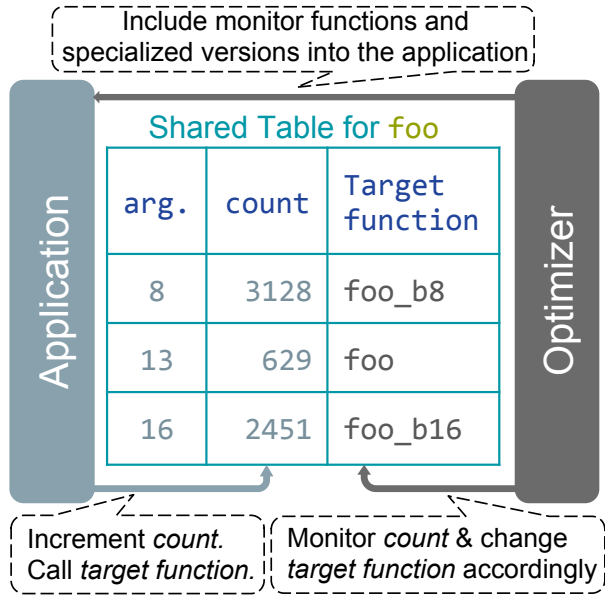 Include monitor functions and
specialized versions into the application
Shared Table for foo
Application
arg. count Target
function
8 3128 foo_b8
13 629 foo
16 2451 foo_b16
Optimizer
Increment count.
Call target function.
Monitor count & change
target function accordingly